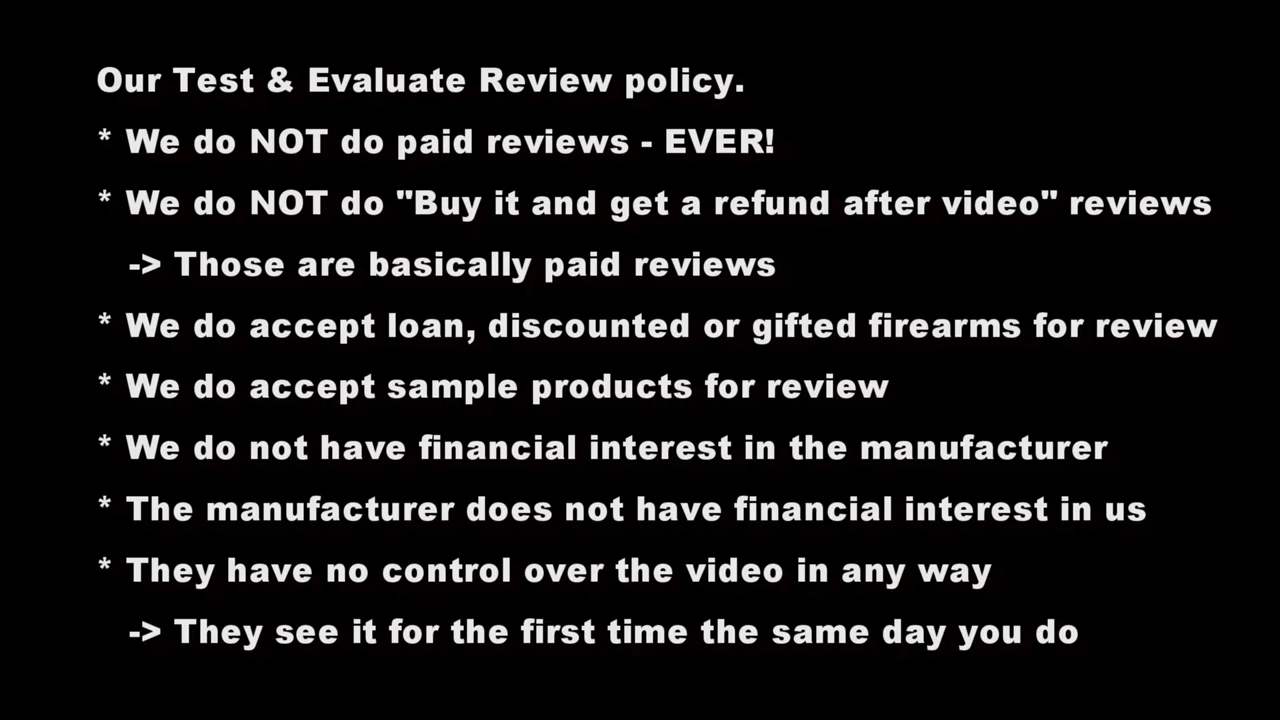 Our Test & Evaluate Review policy.
* We do NOT do paid reviews - EVER!
* We do NOT do "Buy it and get a refund after video" reviews
-> Those are basically paid reviews
* We do accept loan, discounted or gifted firearms for review
* We do accept sample products for review
* We do not have financial interest in the manufacturer
* The manufacturer does not have financial interest in us
* They have no control over the video in any way
-> They see it for the first time the same day you do